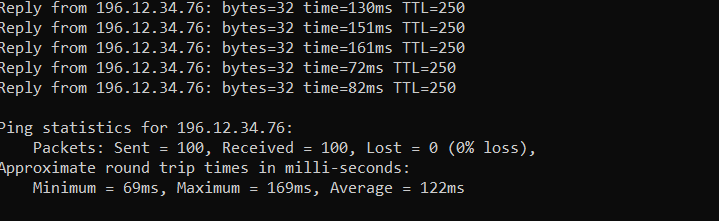 Reply from 196.12.34.76: bytes=32 time=130ms TTL=250
Reply from 196.12.34.76: bytes=32 time=151ms TTL=250
Reply from 196.12.34.76: bytes=32 time=161ms TTL=250
Reply from 196.12.34.76: bytes=32 time=72ms TTL=250
Reply from 196.12.34.76: bytes=32 time=82ms TTL=250
Ping statistics for 196.12.34.76:
Packets: Sent = 100, Received = 100, Lost = 0 (0% loss),
Approximate round trip times in milli-seconds:
Minimum = 69ms, Maximum = 169ms, Average = 122ms